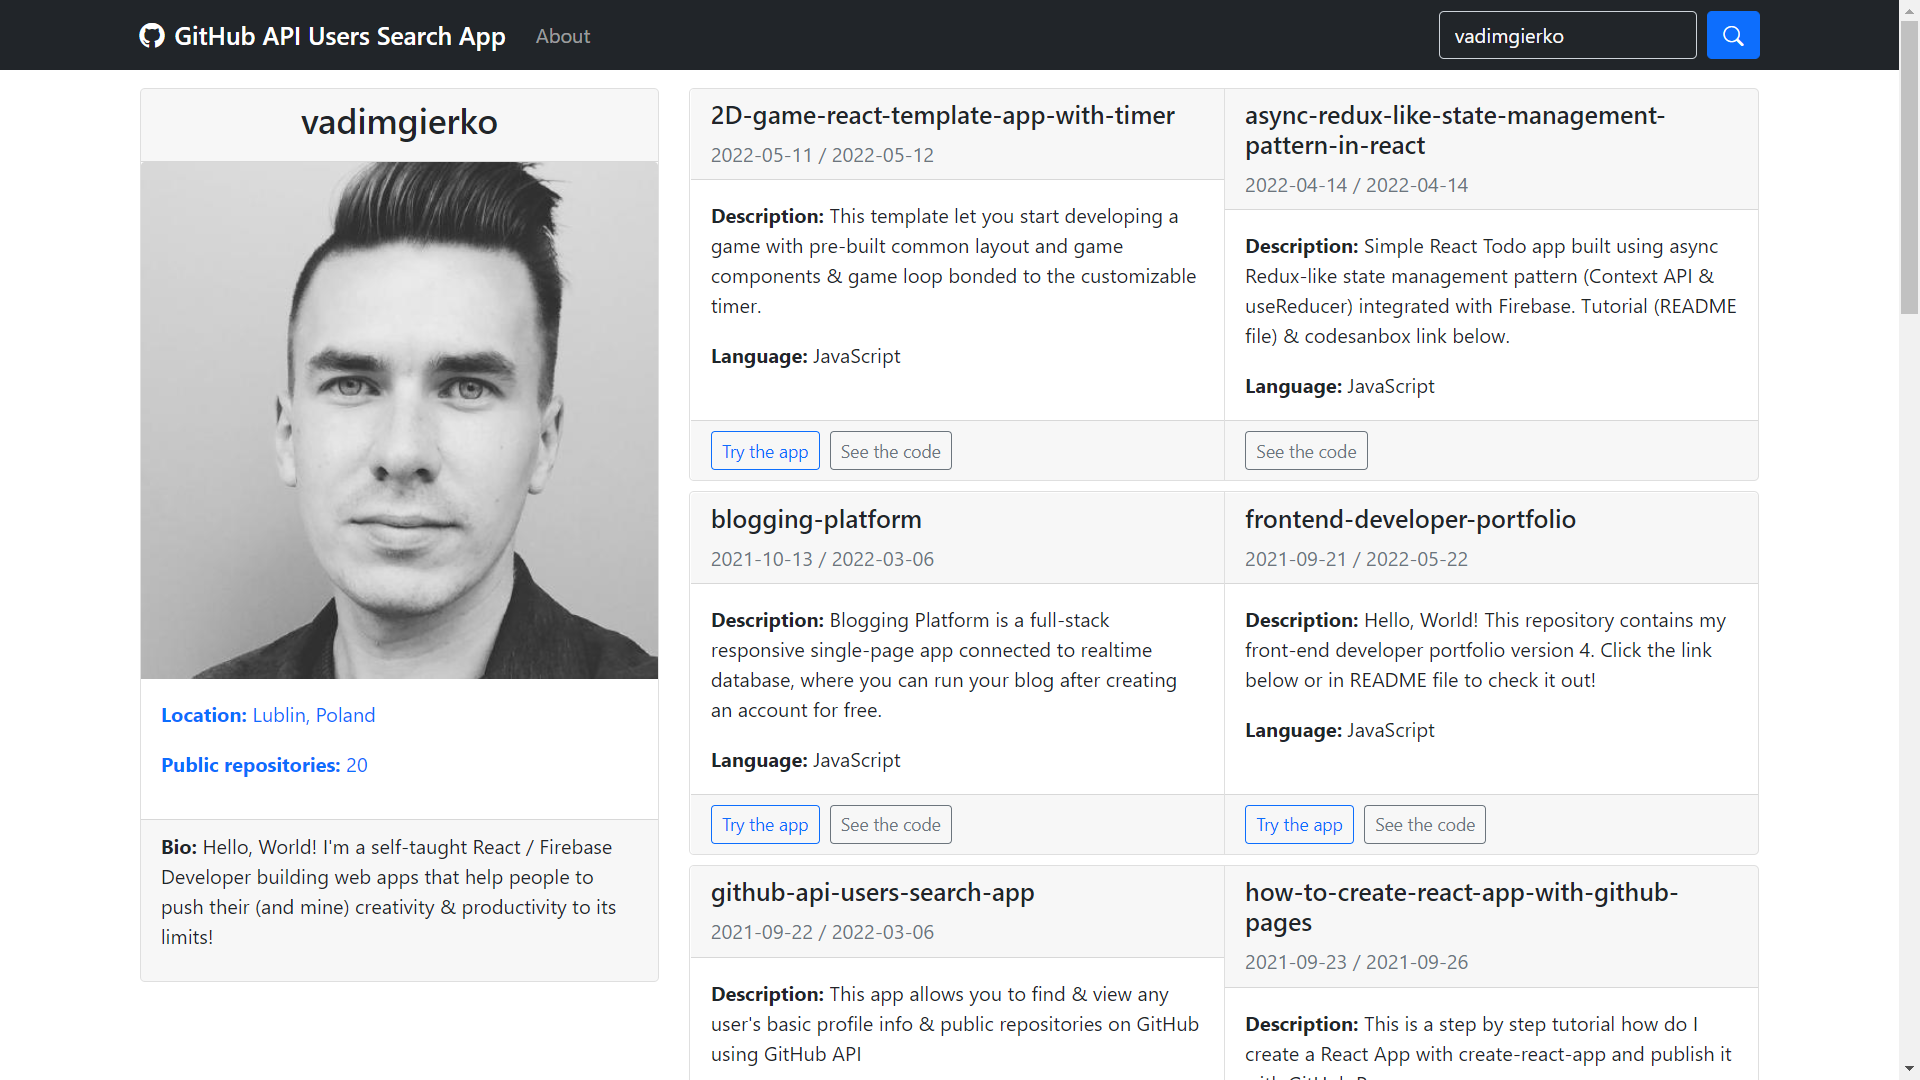 GitHub API Users Search App
About
vadimgierko
vadimgierko
Location: Lublin, Poland
Public repositories: 20
Bio: Hello, World! I'm a self-taught React / Firebase
Developer building web apps that help people to
push their (and mine) creativity & productivity to its
limits!
2D-game-react-template-app-with-timer
2022-05-11 / 2022-05-12
Description: This template let you start developing a
game with pre-built common layout and game
components & game loop bonded to the customizable
timer.
Language: JavaScript
Try the app
See the code
async-redux-like-state-management-
pattern-in-react
2022-04-14 / 2022-04-14
Description: Simple React Todo app built using async
Redux-like state management pattern (Context API &
useReducer) integrated with Firebase. Tutorial (README
file) & codesanbox link below.
Language: JavaScript
See the code
blogging-platform
2021-10-13 / 2022-03-06
Description: Blogging Platform is a full-stack
responsive single-page app connected to realtime
database, where you can run your blog after creating
an account for free.
Language: JavaScript
Try the app
See the code
frontend-developer-portfolio
2021-09-21 / 2022-05-22
Description: Hello, World! This repository contains my
front-end developer portfolio version 4. Click the link
below or in README file to check it out!
Language: JavaScript
Try the app
See the code
github-api-users-search-app
2021-09-22 / 2022-03-06
Description: This app allows you to find & view any
user's basic profile info & public repositories on GitHub
using GitHub API
how-to-create-react-app-with-github-
pages
2021-09-23 / 2021-09-26
Description: This is a step by step tutorial how do I
create a React App with create-react-app and publish it